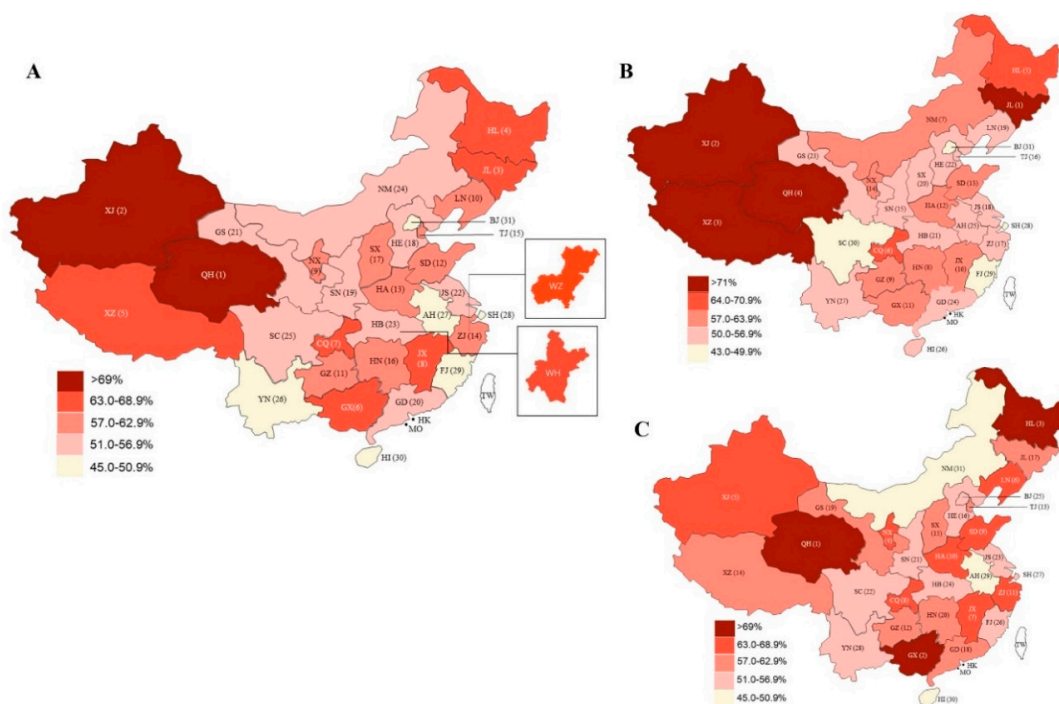 A
HL (4)
JL (3)
NM (24)
LN (10)
XJ (2)
GS (21)
BJ (31)
TJ (15)
HE (18)
SX (17)
NX (9)
QH (1)
SD (12)
WZ
XZ (5)
SN (19)
HA (13)
JS (22)
AH (27)
SH (28)
HB (23)
SC (25)
CQ (7)
ZJ (14)
HN (16)
JX (8)
WH
GZ (11)
FJ (29)
YN (26)
GX(6)
GD (20)
TW
HK
MO
HI (30)
>69%
63.0-68.9%
57.0-62.9%
51.0-56.9%
45.0-50.9%
B
JL (1)
NM (7)
LN (19)
XJ (2)
GS (23)
BJ (31)
TJ (16)
HE (22)
SX (20)
NX (14)
QH (4)
SD (13)
XZ (3)
SN (15)
HA (12)
JS (18)
AH (25)
SH (28)
HB (21)
SC (30)
ZJ (17)
HN (8)
JX (10)
GZ (9)
FJ (29)
YN (27)
GX (11)
GD (24)
TW
HK
MO
HI (26)
>71%
64.0-70.9%
57.0-63.9%
50.0-56.9%
43.0-49.9%
C
HL (3)
JL (17)
NM (31)
LN (6)
XJ (5)
GS (19)
BJ (25)
TJ (13)
HE (16)
QH (1)
SD (9)
XZ (14)
SN (21)
HA (10)
JS (23)
AH (29)
SH (27)
HB (24)
SC (22)
ZJ (11)
HN (20)
JX (7)
GZ (12)
FJ (26)
YN (28)
GX (2)
GD (18)
TW
HK
MO
HI (30)
>69%
63.0-68.9%
57.0-62.9%
51.0-56.9%
45.0-50.9%